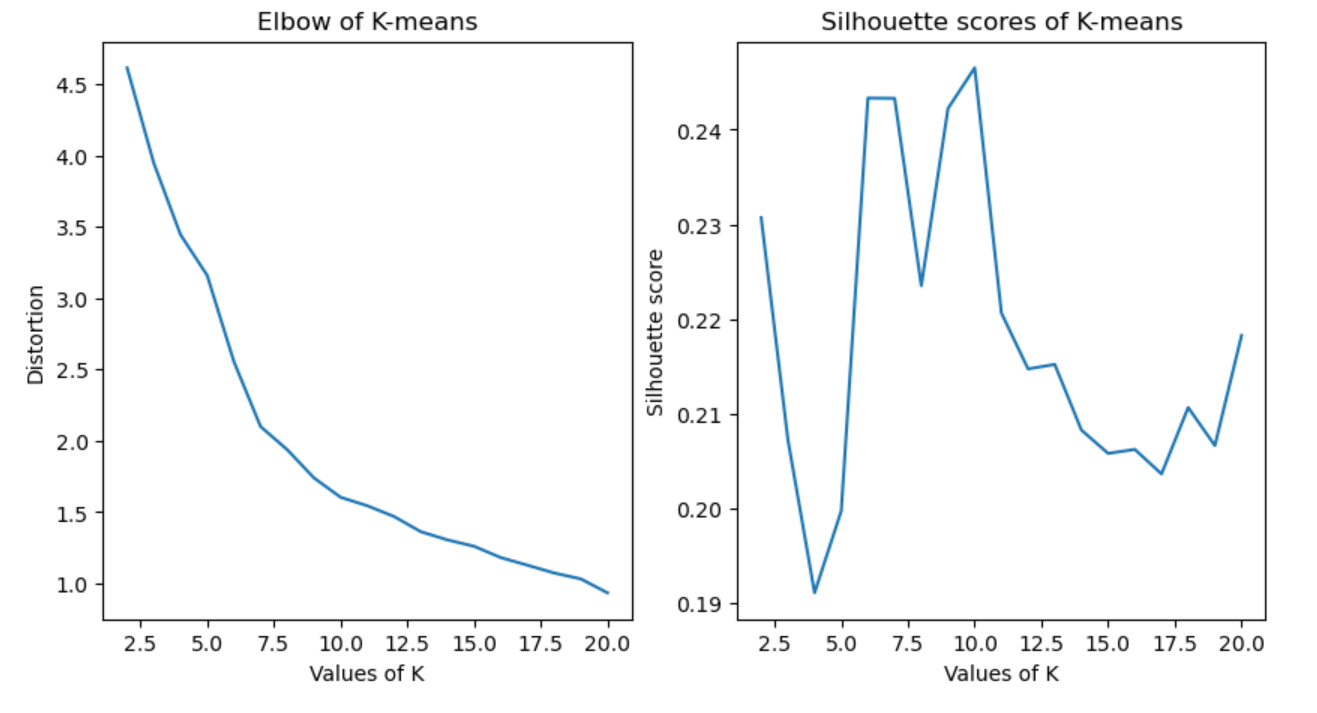 Elbow of K-means
Distortion
4.5
4.0
3.5
3.0
2.5
2.0
1.5
1.0
2.5 5.0 7.5 10.0 12.5 15.0 17.5 20.0
Values of K
Silhouette scores of K-means
Silhouette score
0.24
0.23
0.22
0.21
0.20
0.19
2.5 5.0 7.5 10.0 12.5 15.0 17.5 20.0
Values of K